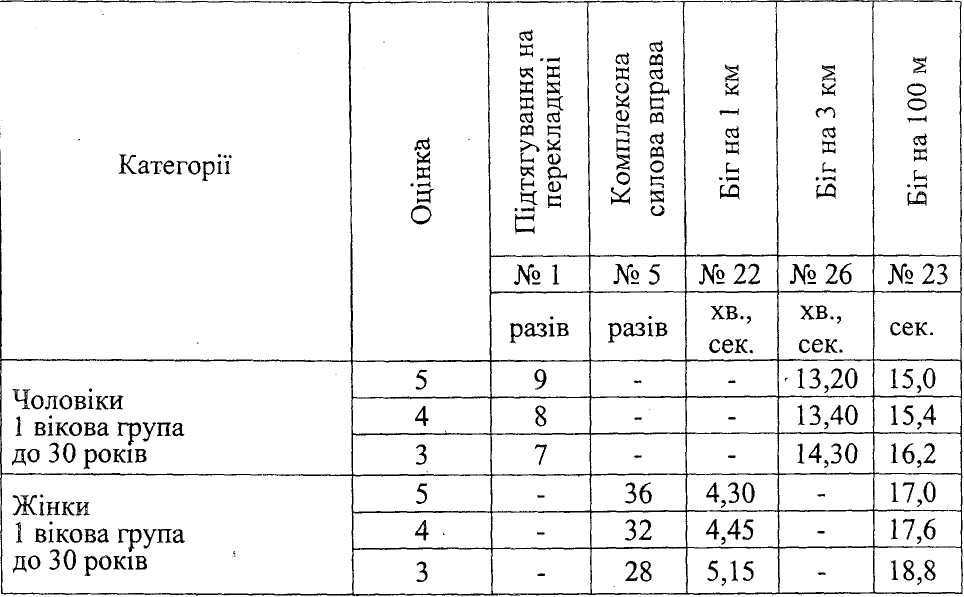 Категорії
Оцінка
Підтягування на
перекладині
Комплексна
силова вправа
Біг на 1 км
Біг на 3 км
Біг на 100 м
№ 1 № 5 № 22 № 26 № 23
разів разів хв., сек. хв., сек. сек.
Чоловіки
1 вікова група
до 30 років
5 9 - - 13,20 15,0
4 8 - - 13,40 15,4
3 7 - - 14,30 16,2
Жінки
1 вікова група
до 30 років
5 - 36 4,30 - 17,0
4 - 32 4,45 - 17,6
3 - 28 5,15 - 18,8